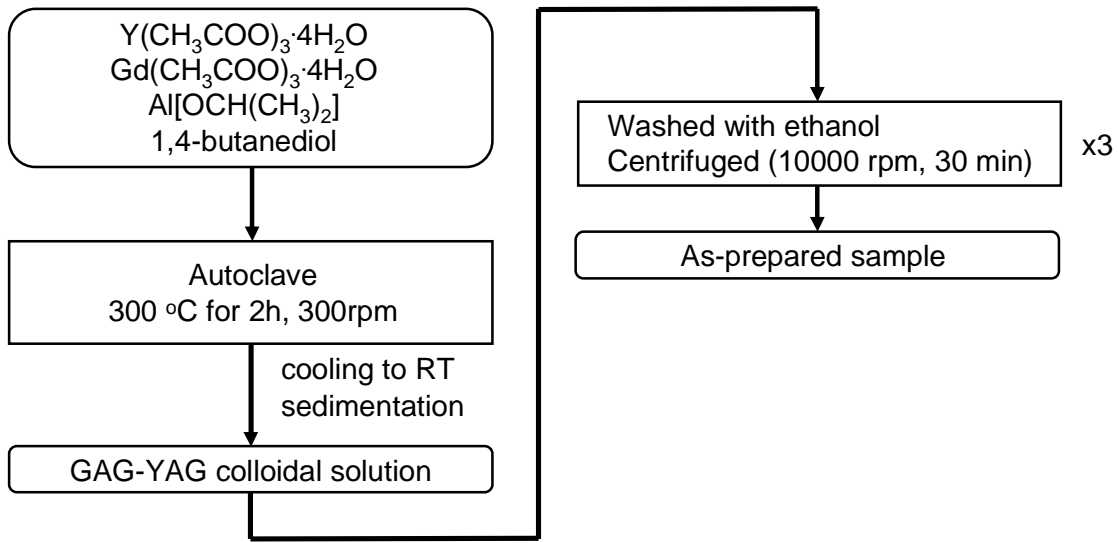 Y(CH₃COO)₃·4H₂O
Gd(CH₃COO)₃·4H₂O
Al[OCH(CH₃)₂]
1,4-butanediol
Autoclave
300 ºC for 2h, 300rpm
cooling to RT
sedimentation
GAG-YAG colloidal solution
Washed with ethanol
Centrifuged (10000 rpm, 30 min)
x3
As-prepared sample